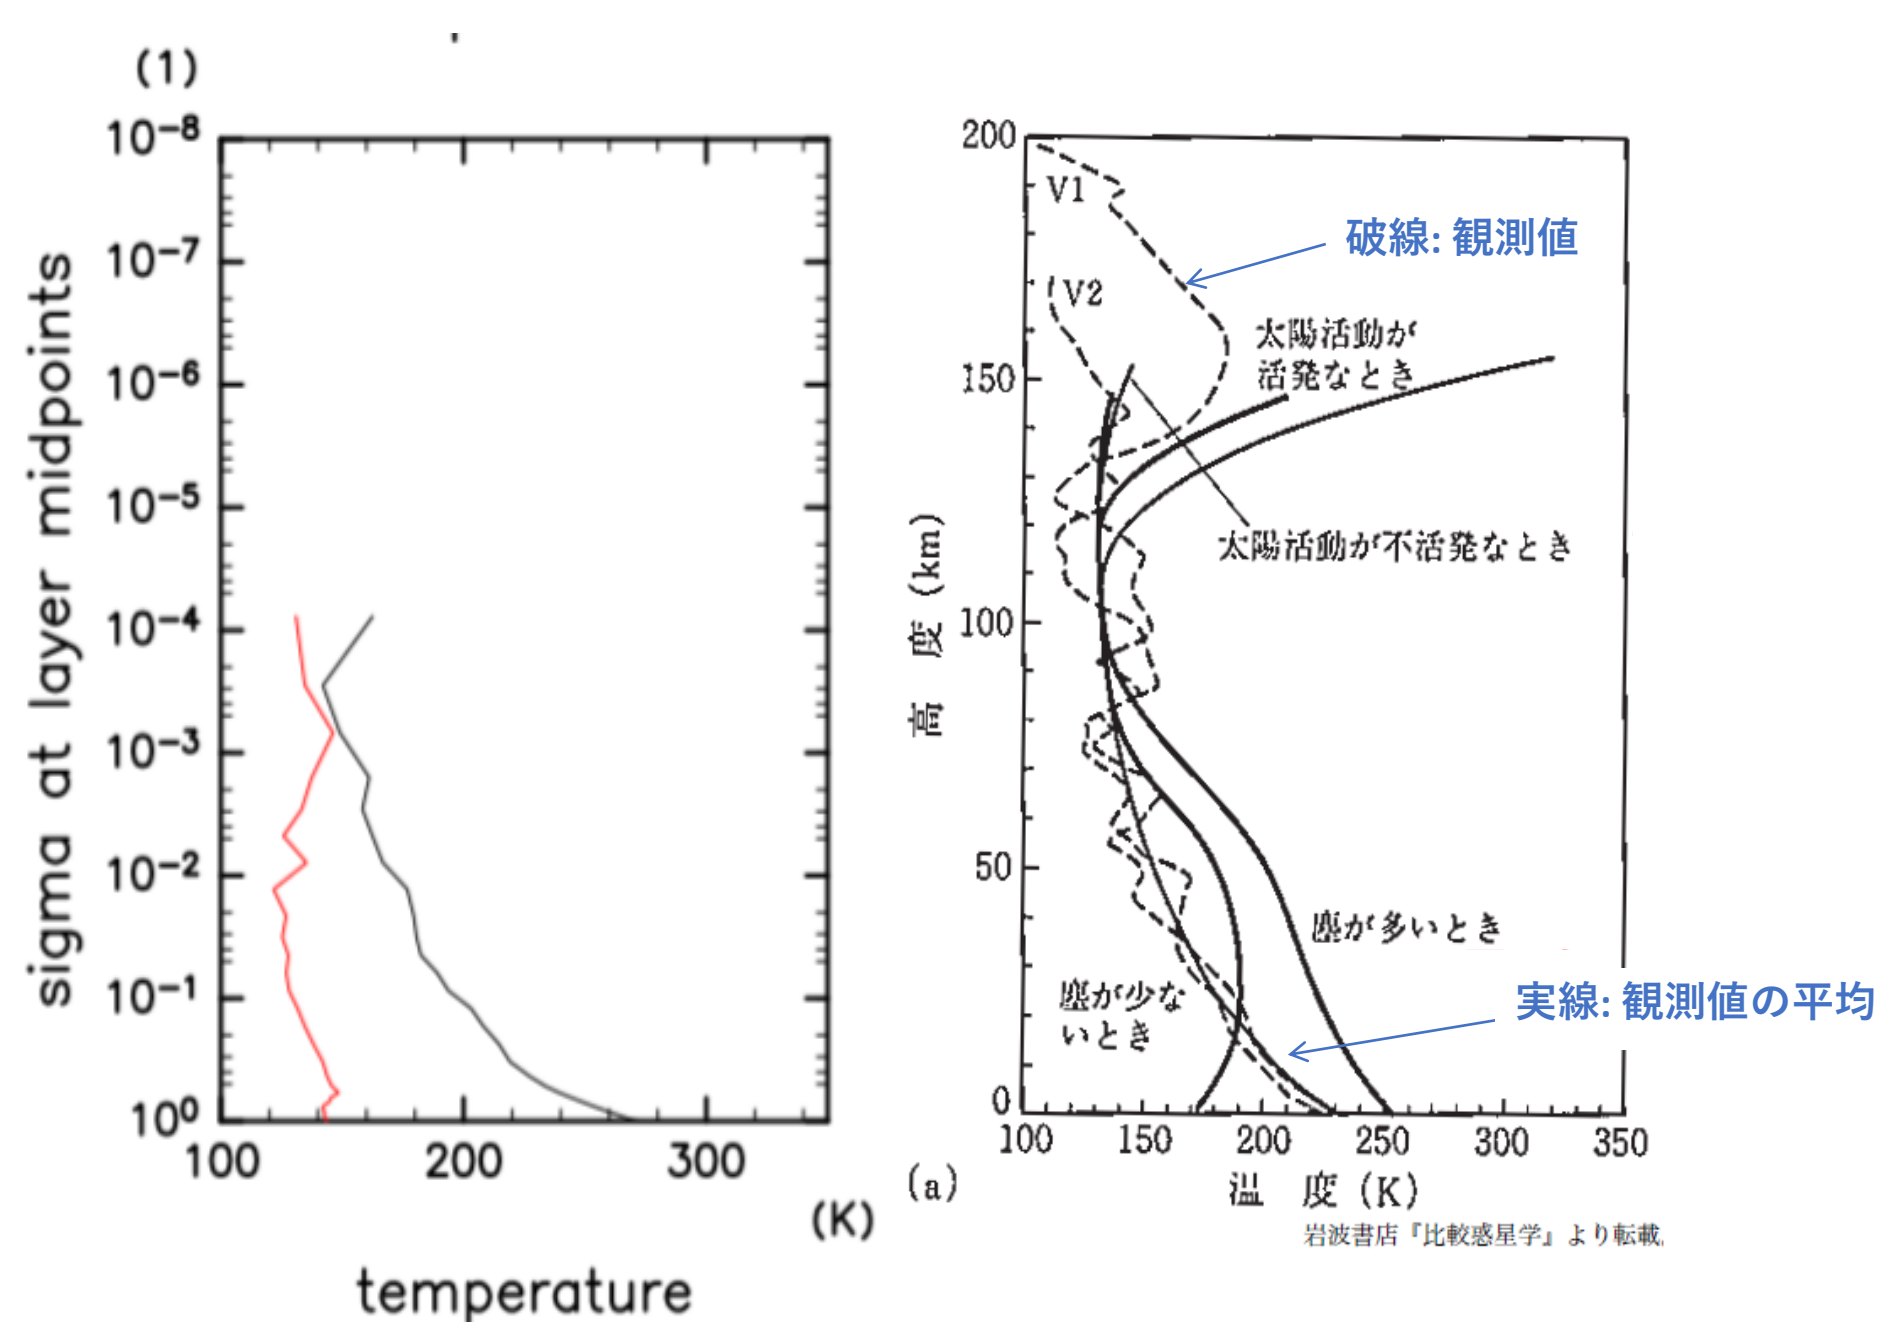 (1)
10-8
10-7
10-6
10-5
10-4
10-3
10-2
10-1
100
sigma at layer midpoints
100
200
300
(K)
temperature
200
150
100
50
0
高 度 (km)
V1
V2
破線: 観測値
太陽活動が
活発なとき
太陽活動が不活発なとき
塵が多いとき
塵が少な
いとき
実線: 観測値の平均
100
150
200
250
300
350
(a)
温 度 (K)
岩波書店『比較惑星学』より転載.